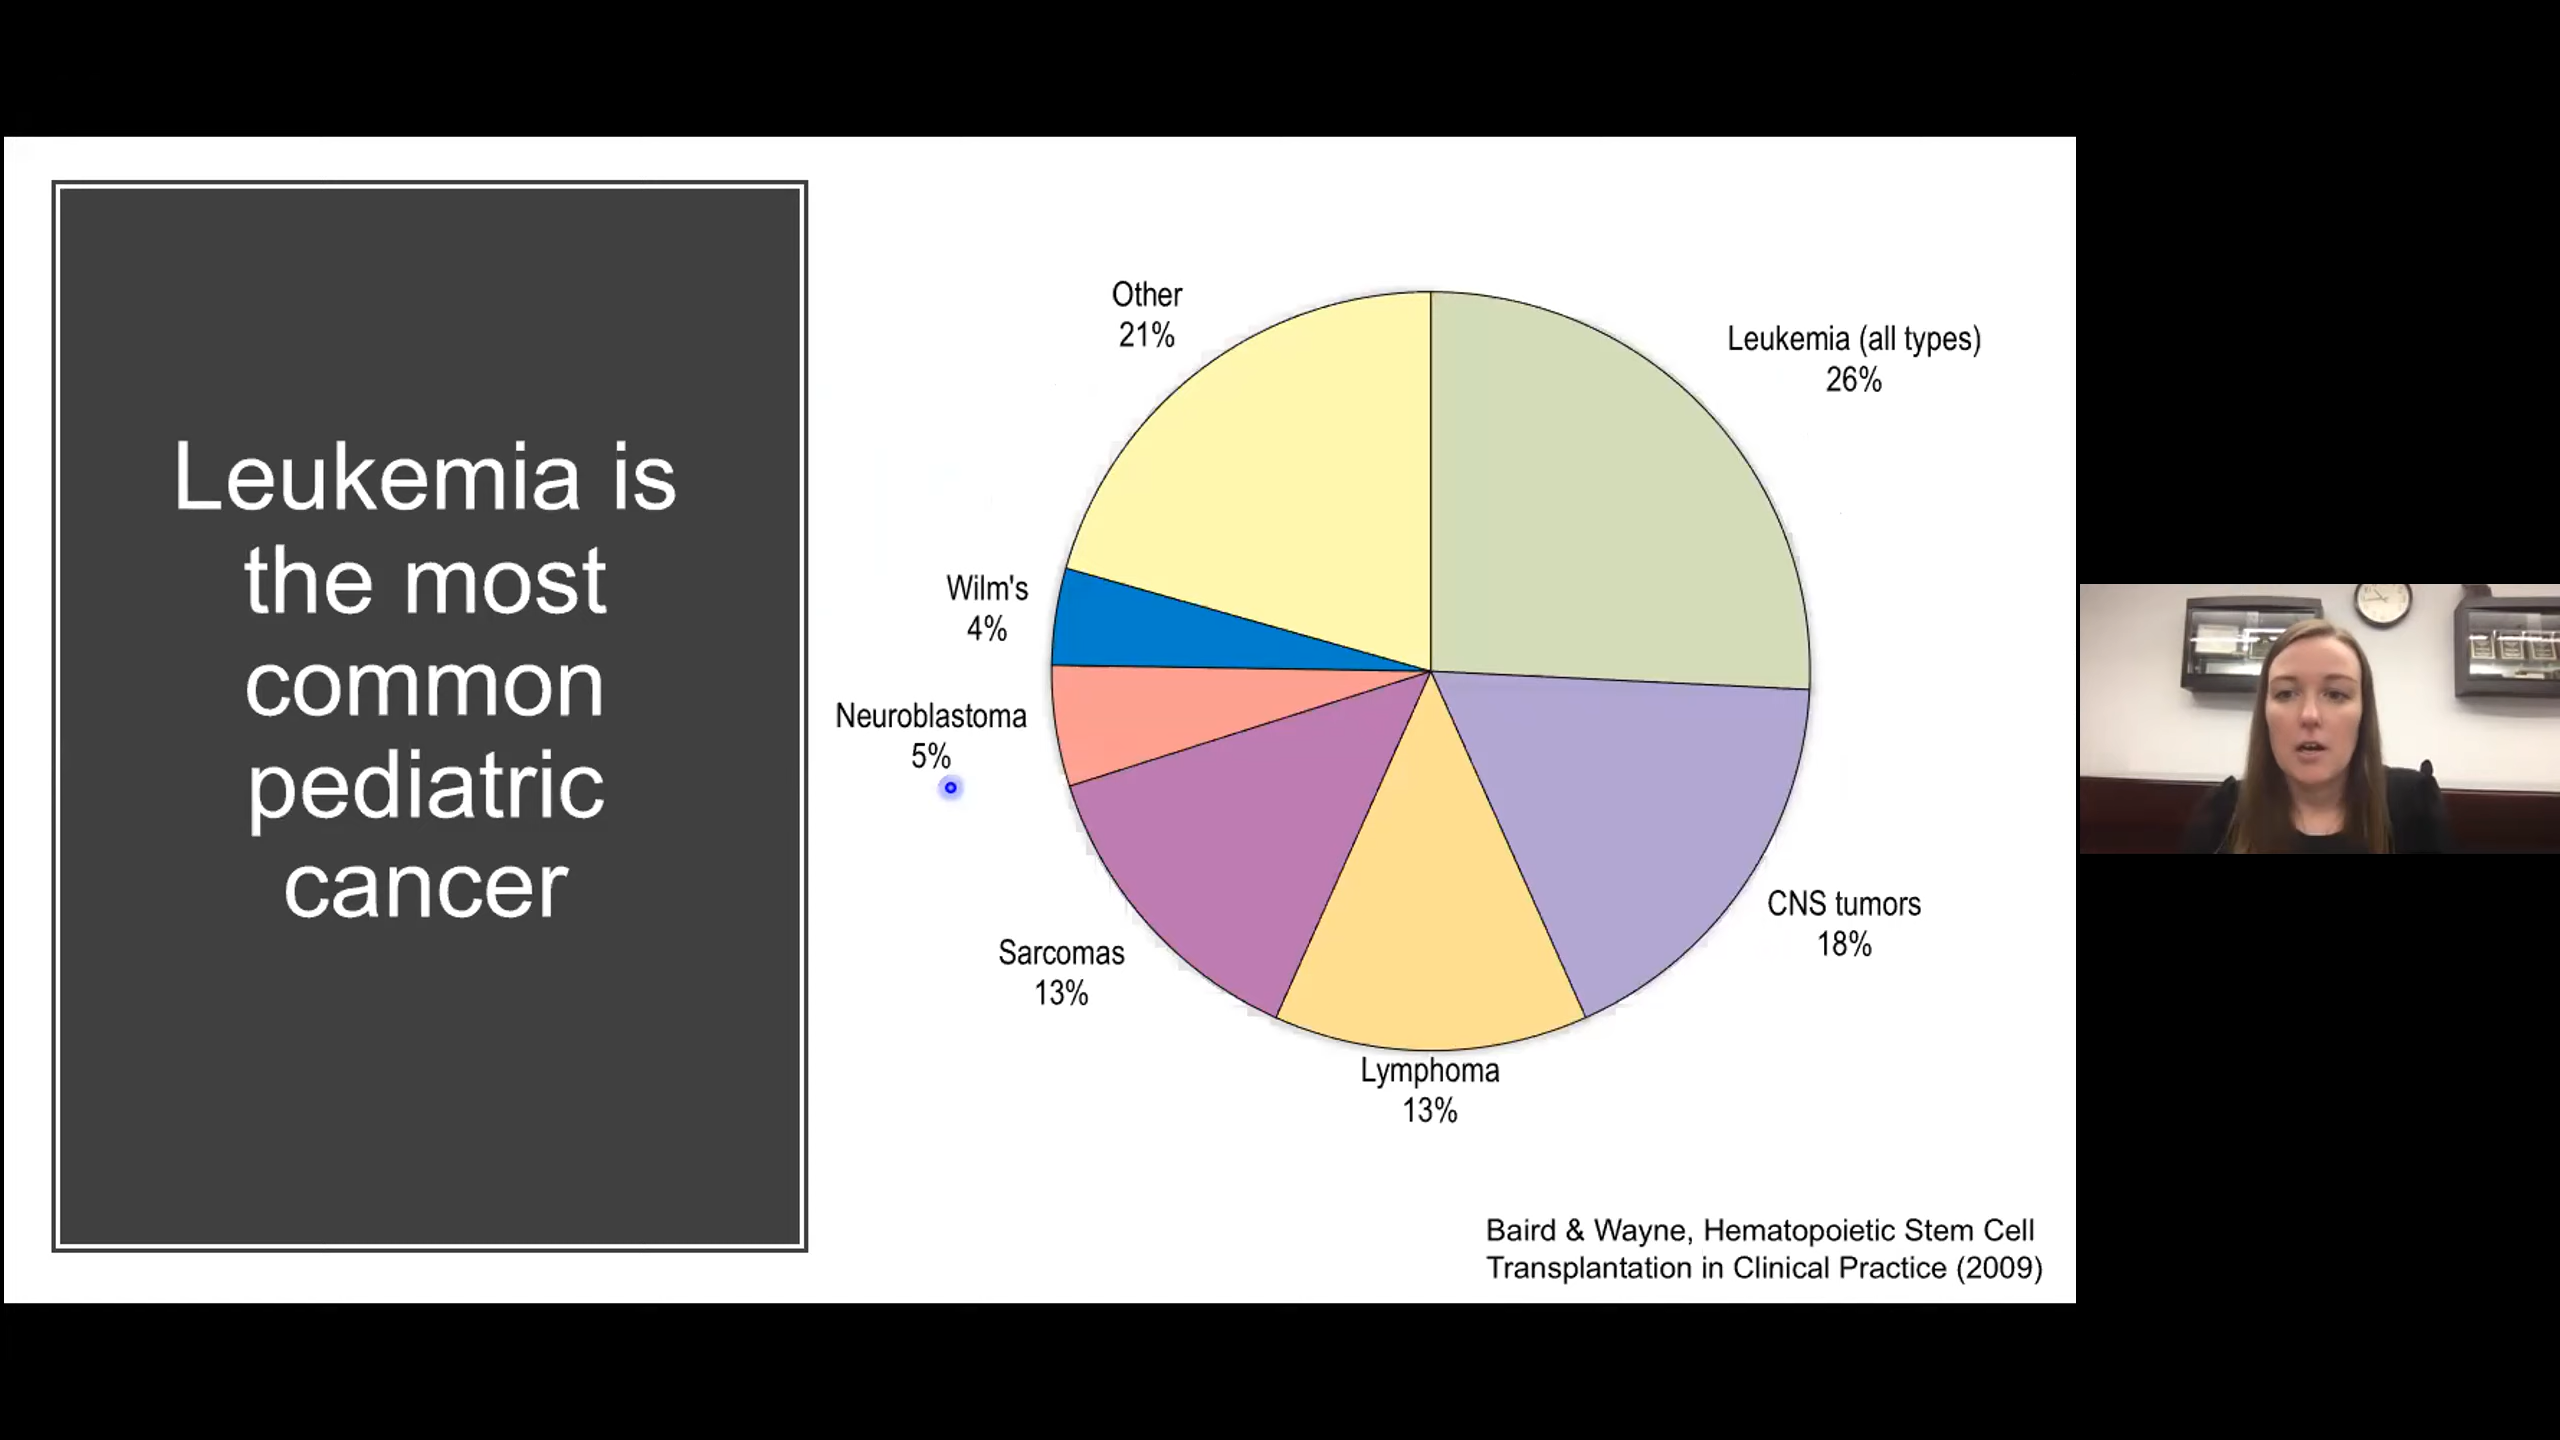 Leukemia is
the most
common
pediatric
cancer
Other
21%
Leukemia (all types)
26%
Wilm's
4%
Neuroblastoma
5%
CNS tumors
18%
Sarcomas
13%
Lymphoma
13%
Baird & Wayne, Hematopoietic Stem Cell
Transplantation in Clinical Practice (2009)